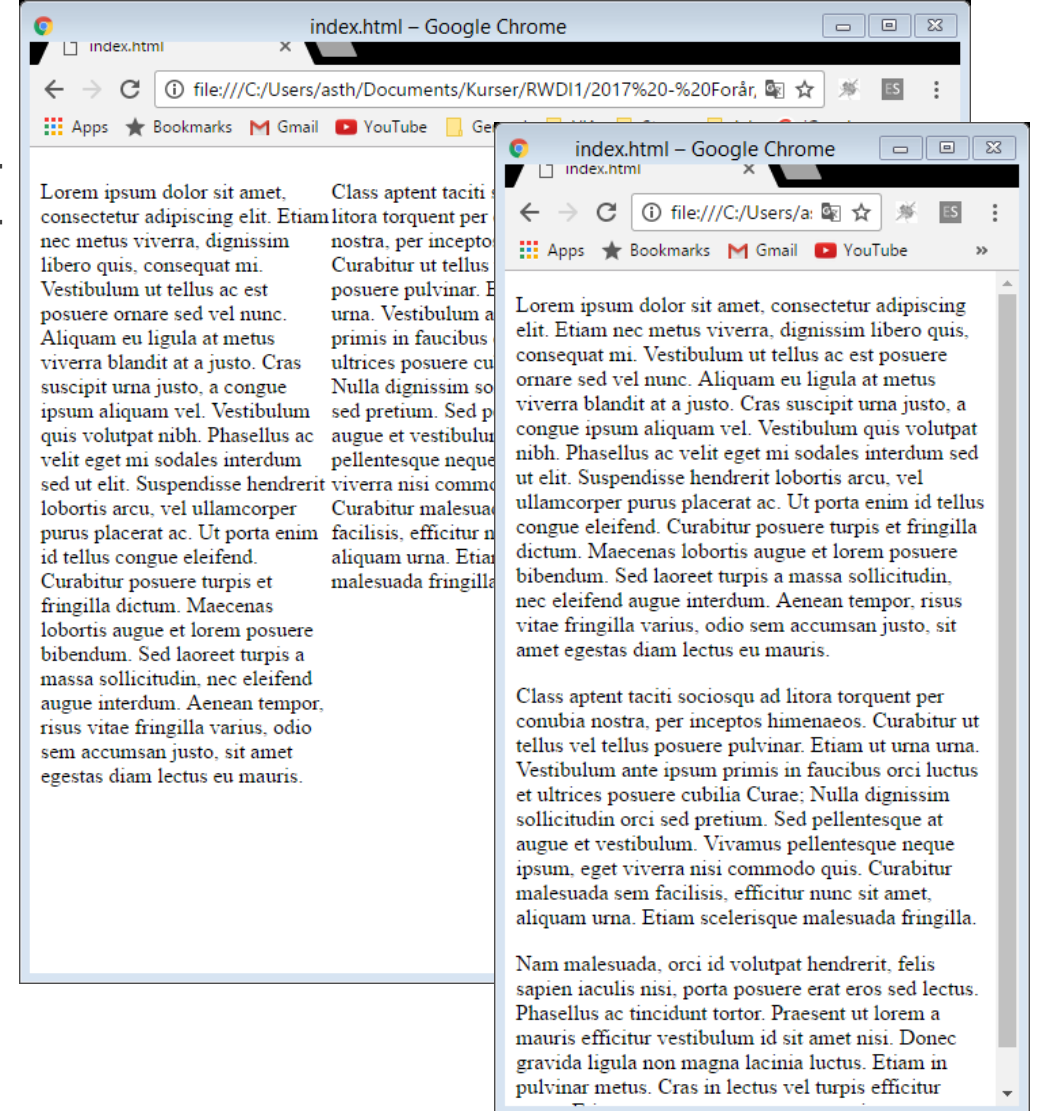 index.html – Google Chrome
index.html
file:///C:/Users/asth/Documents/Kurser/RWDI1/2017%20-%20Forår,
ES
Apps Bookmarks Gmail YouTube
Lorem ipsum dolor sit amet,
consectetur adipiscing elit. Etiam
nec metus viverra, dignissim
libero quis, consequat mi.
Vestibulum ut tellus ac est
posuere ornare sed vel nunc.
Aliquam eu ligula at metus
viverra blandit at a justo. Cras
suscipit urna justo, a congue
ipsum aliquam vel. Vestibulum
quis volutpat nibh. Phasellus ac
velit eget mi sodales interdum
sed ut elit. Suspendisse hendrerit
lobortis arcu, vel ullamcorper
purus placerat ac. Ut porta enim
id tellus congue eleifend.
Curabitur posuere turpis et
fringilla dictum. Maecenas
lobortis augue et lorem posuere
bibendum. Sed laoreet turpis a
massa sollicitudin, nec eleifend
augue interdum. Aenean tempor,
risus vitae fringilla varius, odio
sem accumsan justo, sit amet
egestas diam lectus eu mauris.
Class aptent taciti
litora torquent per
nostra, per incepto
Curabitur ut tellus
posuere pulvinar. E
urna. Vestibulum a
primis in faucibus
ultrices posuere cu
Nulla dignissim so
sed pretium. Sed p
augue et vestibulu
pellentesque neque
viverra nisi commo
Curabitur malesua
facilisis, efficitur n
aliquam urna. Etia
malesuada fringilla
index.html – Google Chrome
index.html
file:///C:/Users/a
ES
Apps Bookmarks Gmail YouTube »
Lorem ipsum dolor sit amet, consectetur adipiscing
elit. Etiam nec metus viverra, dignissim libero quis,
consequat mi. Vestibulum ut tellus ac est posuere
ornare sed vel nunc. Aliquam eu ligula at metus
viverra blandit at a justo. Cras suscipit urna justo, a
congue ipsum aliquam vel. Vestibulum quis volutpat
nibh. Phasellus ac velit eget mi sodales interdum sed
ut elit. Suspendisse hendrerit lobortis arcu, vel
ullamcorper purus placerat ac. Ut porta enim id tellus
congue eleifend. Curabitur posuere turpis et fringilla
dictum. Maecenas lobortis augue et lorem posuere
bibendum. Sed laoreet turpis a massa sollicitudin,
nec eleifend augue interdum. Aenean tempor, risus
vitae fringilla varius, odio sem accumsan justo, sit
amet egestas diam lectus eu mauris.
Class aptent taciti sociosqu ad litora torquent per
conubia nostra, per inceptos himenaeos. Curabitur ut
tellus vel tellus posuere pulvinar. Etiam ut urna urna.
Vestibulum ante ipsum primis in faucibus orci luctus
et ultrices posuere cubilia Curae; Nulla dignissim
sollicitudin orci sed pretium. Sed pellentesque at
augue et vestibulum. Vivamus pellentesque neque
ipsum, eget viverra nisi commodo quis. Curabitur
malesuada sem facilisis, efficitur nunc sit amet,
aliquam urna. Etiam scelerisque malesuada fringilla.
Nam malesuada, orci id volutpat hendrerit, felis
sapien iaculis nisi, porta posuere erat eros sed lectus.
Phasellus ac tincidunt tortor. Praesent ut lorem a
mauris efficitur vestibulum id sit amet nisi. Donec
gravida ligula non magna lacinia luctus. Etiam in
pulvinar metus. Cras in lectus vel turpis efficitur